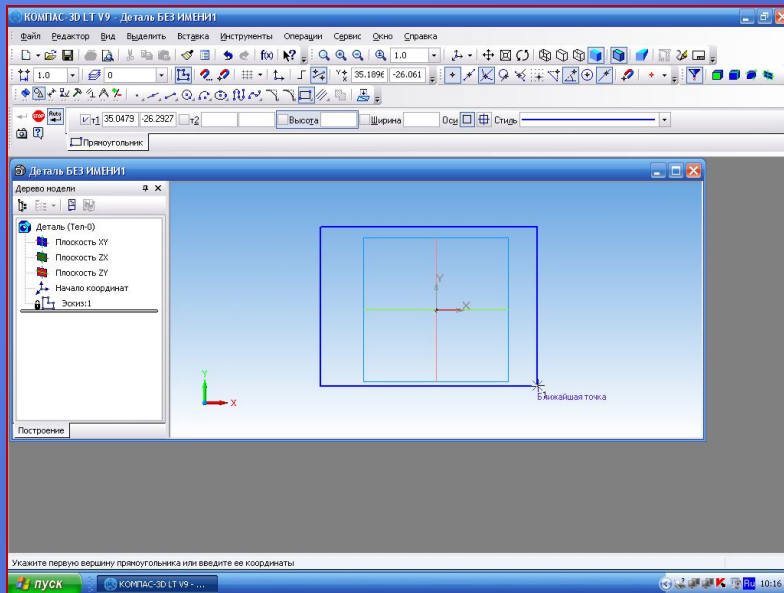 КОМПАС-3D LT V9 - Деталь БЕЗ ИМЕНИ1
Файл Редактор Вид Выделить Вставка Инструменты Операции Сервис Окно Справка
f(x) 1.0
1.0 0 35.1896 -26.061
Auto т1 35.0479 -26.2927 т2 Высота Ширина Оси Стиль
Прямоугольник
Деталь БЕЗ ИМЕНИ1
Дерево модели
Деталь (Тел-0)
Плоскость XY
Плоскость ZX
Плоскость ZY
Начало координат
Эскиз:1
Y
X
Y
X
Ближайшая точка
Построение
Укажите первую вершину прямоугольника или введите ее координаты
пуск КОМПАС-3D LT V9 - ... Ru 10:16